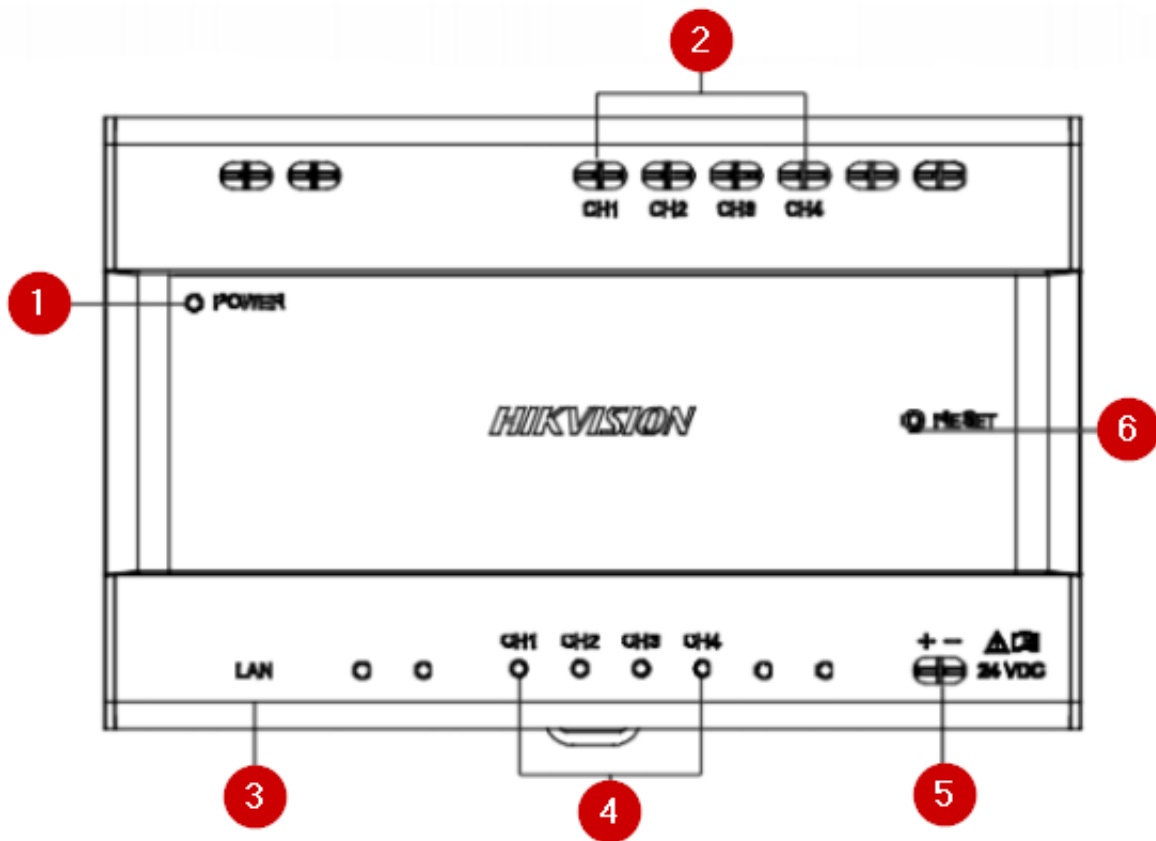 2
CH1 CH2 CH3 CH4
1
POWER
HIKVISION
RESET
6
CH1 CH2 CH3 CH4
+ -
LAN
24 VDC
3
4
5